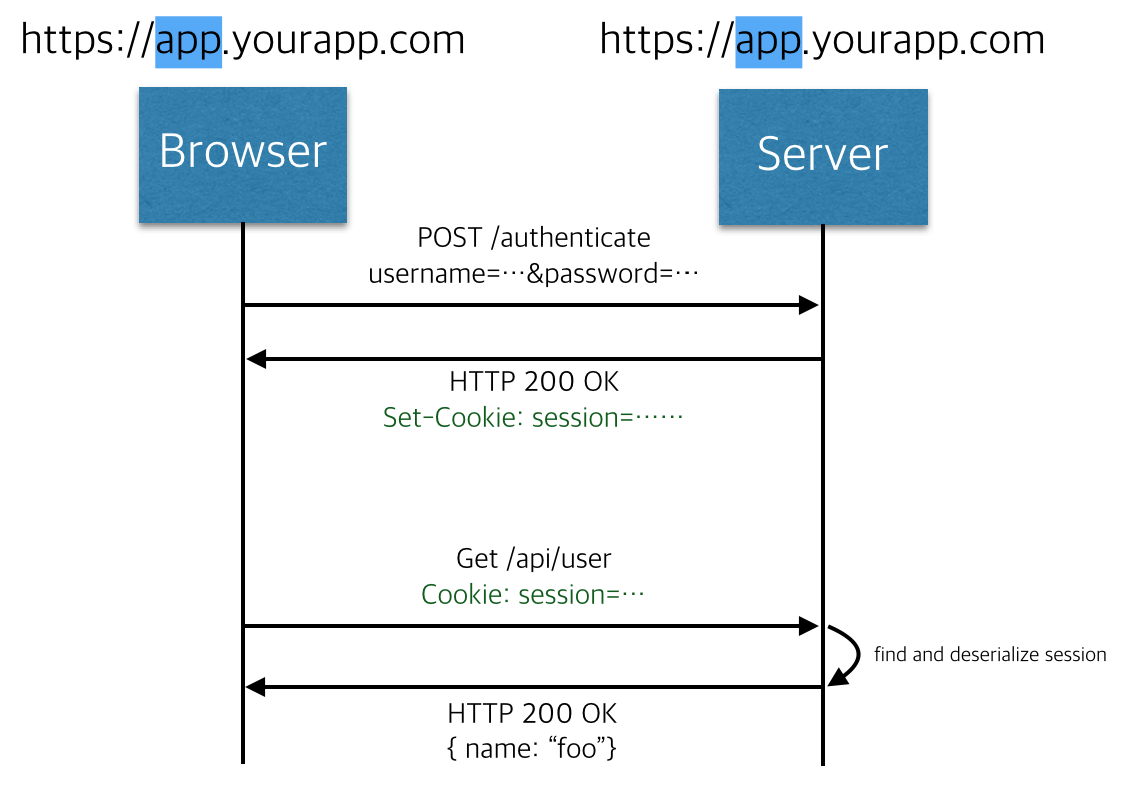 https://app.yourapp.com
https://app.yourapp.com
Browser
Server
POST /authenticate
username=⋯&password=⋯
HTTP 200 OK
Set-Cookie: session=⋯⋯
Get /api/user
Cookie: session=⋯
find and deserialize session
HTTP 200 OK
{ name: “foo”}